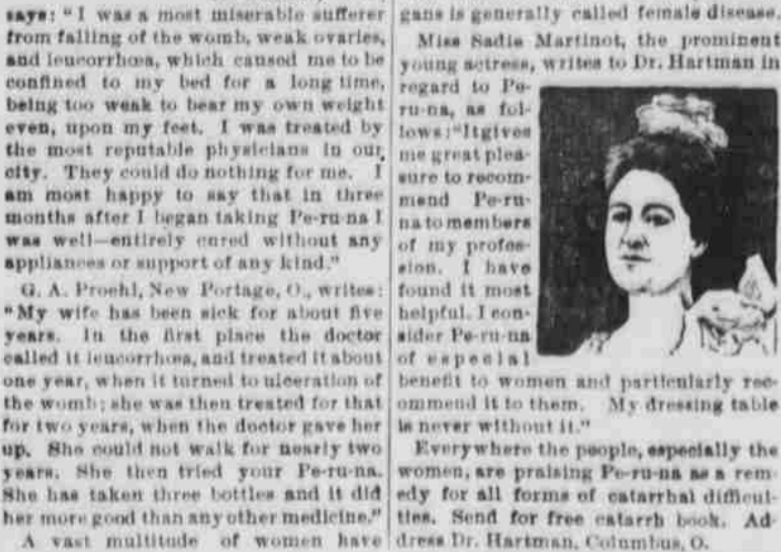 says: "I was a most miserable sufferer
from falling of the womb, weak ovaries,
and leucorrhœa, which caused me to be
confined to my bed for a long time,
being too weak to bear my own weight
even, upon my feet. I was treated by
the most reputable physicians in our
city. They could do nothing for me. I
am most happy to say that in three
months after I began taking Pe-ru-na I
was well—entirely cured without any
appliances or support of any kind."
G. A. Proehl, New Portage, O., writes:
"My wife has been sick for about five
years. In the first place the doctor
called it leucorrhœa, and treated it about
one year, when it turned to ulceration of
the womb; she was then treated for that
for two years, when the doctor gave her
up. She could not walk for nearly two
years. She then tried your Pe-ru-na.
She has taken three bottles and it did
her more good than any other medicine."
A vast multitude of women have
gans is generally called female disease.
Miss Sadie Martinot, the prominent
young actress, writes to Dr. Hartman in
regard to Pe-
ru-na, as fol-
lows: "It gives
me great plea-
sure to recom-
mend Pe-ru-
na to members
of my profes-
sion. I have
found it most
helpful. I con-
sider Pe-ru-na
of especial
benefit to women and particularly rec-
ommend it to them. My dressing table
is never without it."
Everywhere the people, especially the
women, are praising Pe-ru-na as a rem-
edy for all forms of catarrhal difficul-
ties. Send for free catarrh book. Ad-
dress Dr. Hartman, Columbus, O.